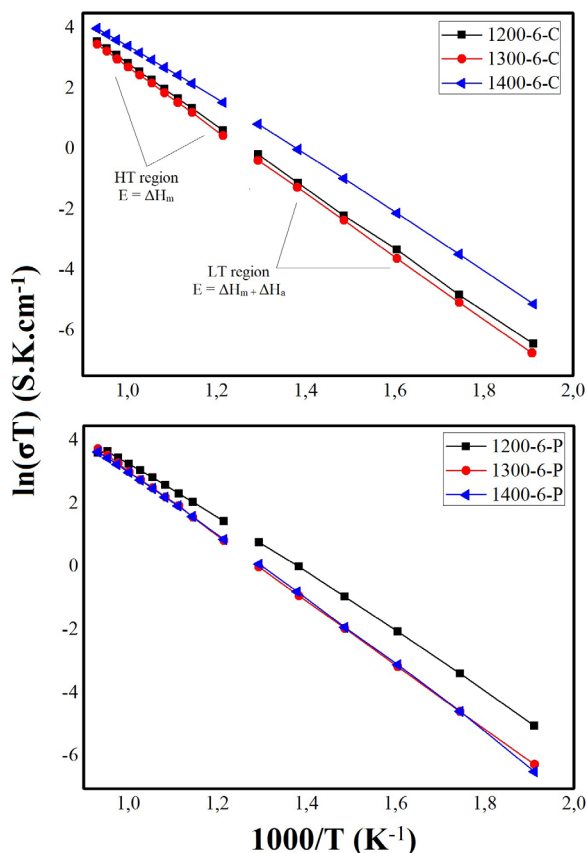 4
2
0
-2
-4
-6
1200-6-C
1300-6-C
1400-6-C
HT region
E = ΔHm
LT region
E = ΔHm + ΔHa
1,0 1,2 1,4 1,6 1,8 2,0
ln(σT) (S.K.cm-1)
4
2
0
-2
-4
-6
1200-6-P
1300-6-P
1400-6-P
1,0 1,2 1,4 1,6 1,8 2,0
1000/T (K-1)